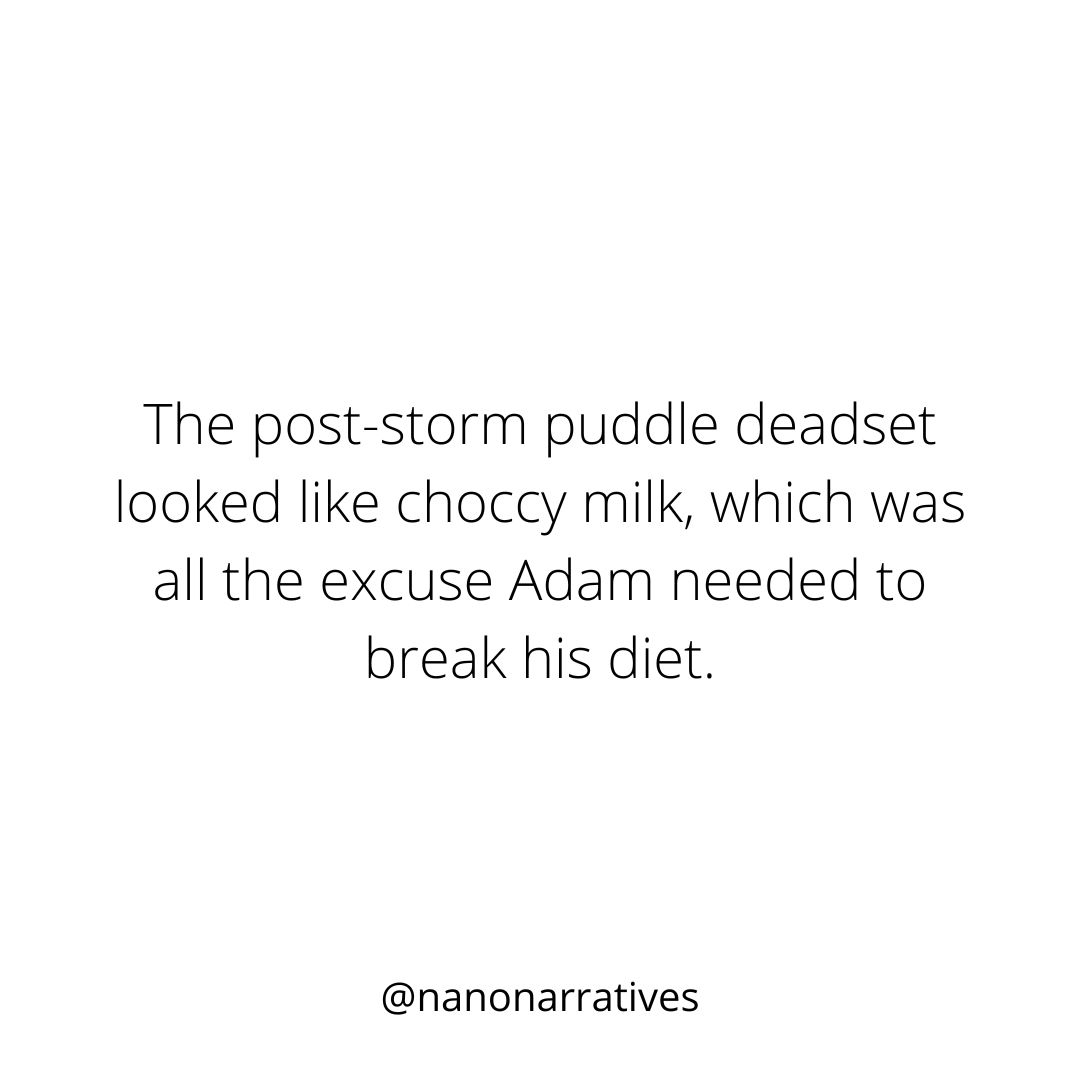 The post-storm puddle deadset
looked like choccy milk, which was
all the excuse Adam needed to
break his diet.
@nanonarratives